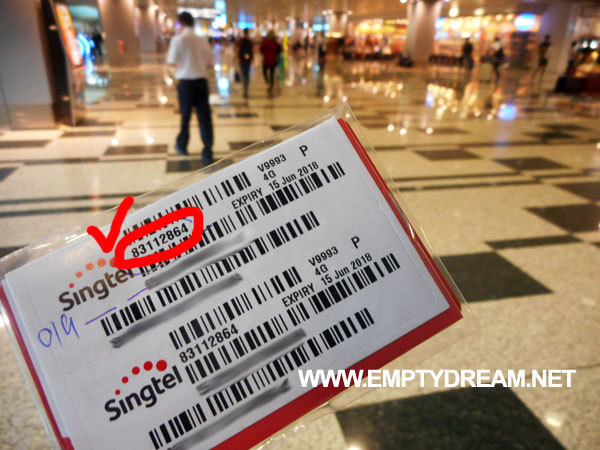 V9993 P
4G
83112864 EXPIRY 15 Jun 2018
Singtel
V9993 P
4G
83112864 EXPIRY 15 Jun 2018
Singtel
WWW.EMPTYDREAM.NET